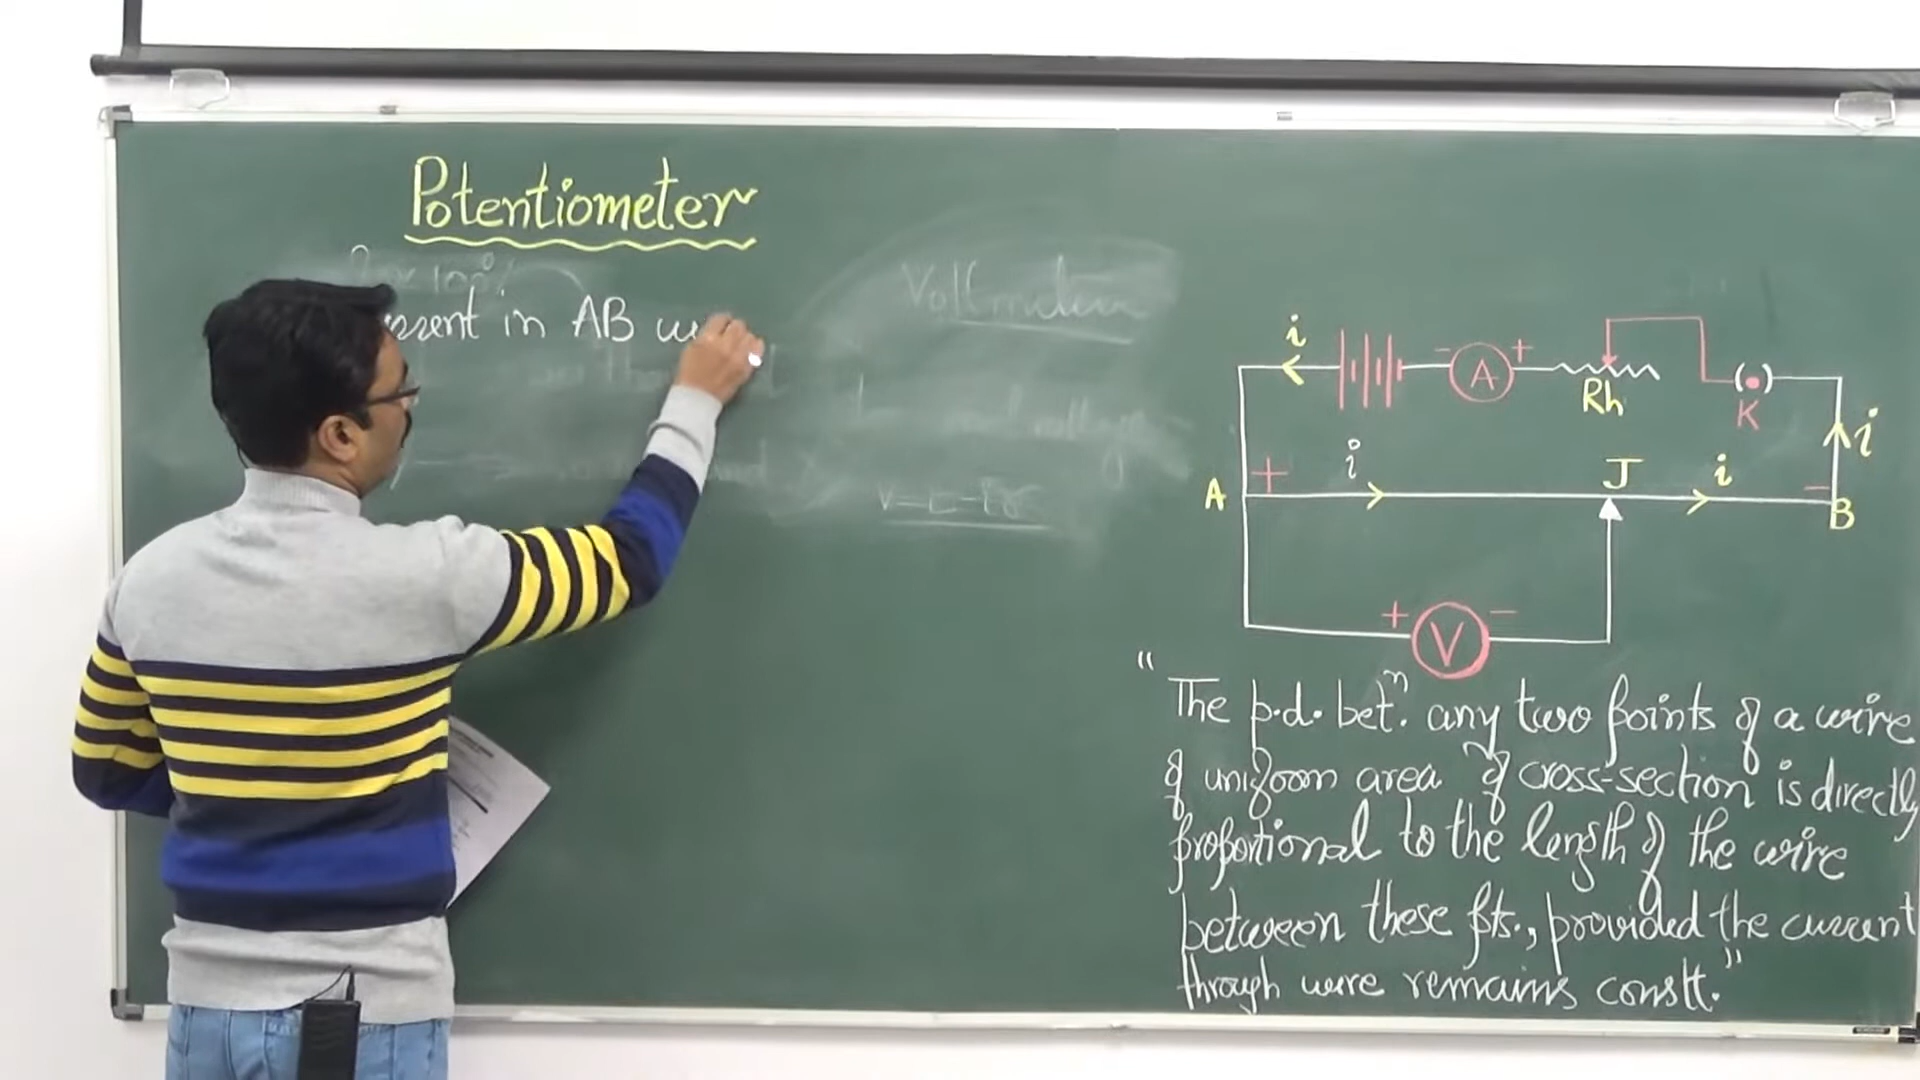 Potentiometer
in AB
Voltmeter
i
A
Rh
K
i
A
i
J
i
B
V
"The p.d. betⁿ. any two points of a wire
of uniform area of cross-section is directly
proportional to the length of the wire
between these pts., provided the current
through wire remains constt."